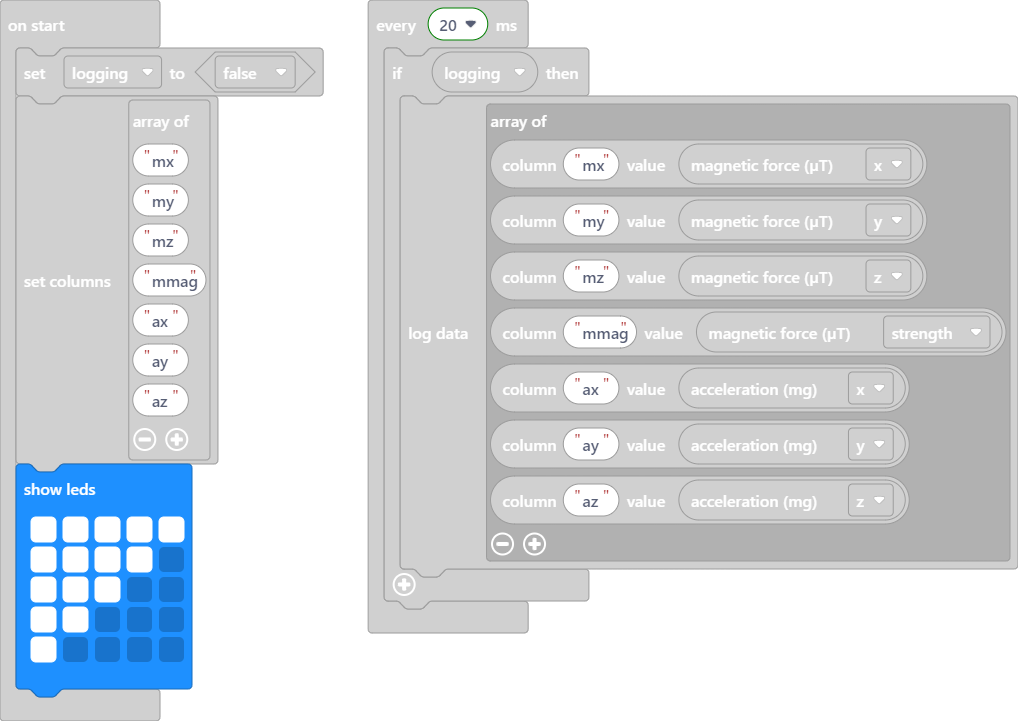 on start
set logging to false
set columns
array of
"mx"
"my"
"mz"
"mmag"
"ax"
"ay"
"az"
show leds
every 20 ms
if logging then
log data
array of
column "mx" value magnetic force (µT) x
column "my" value magnetic force (µT) y
column "mz" value magnetic force (µT) z
column "mmag" value magnetic force (µT) strength
column "ax" value acceleration (mg) x
column "ay" value acceleration (mg) y
column "az" value acceleration (mg) z